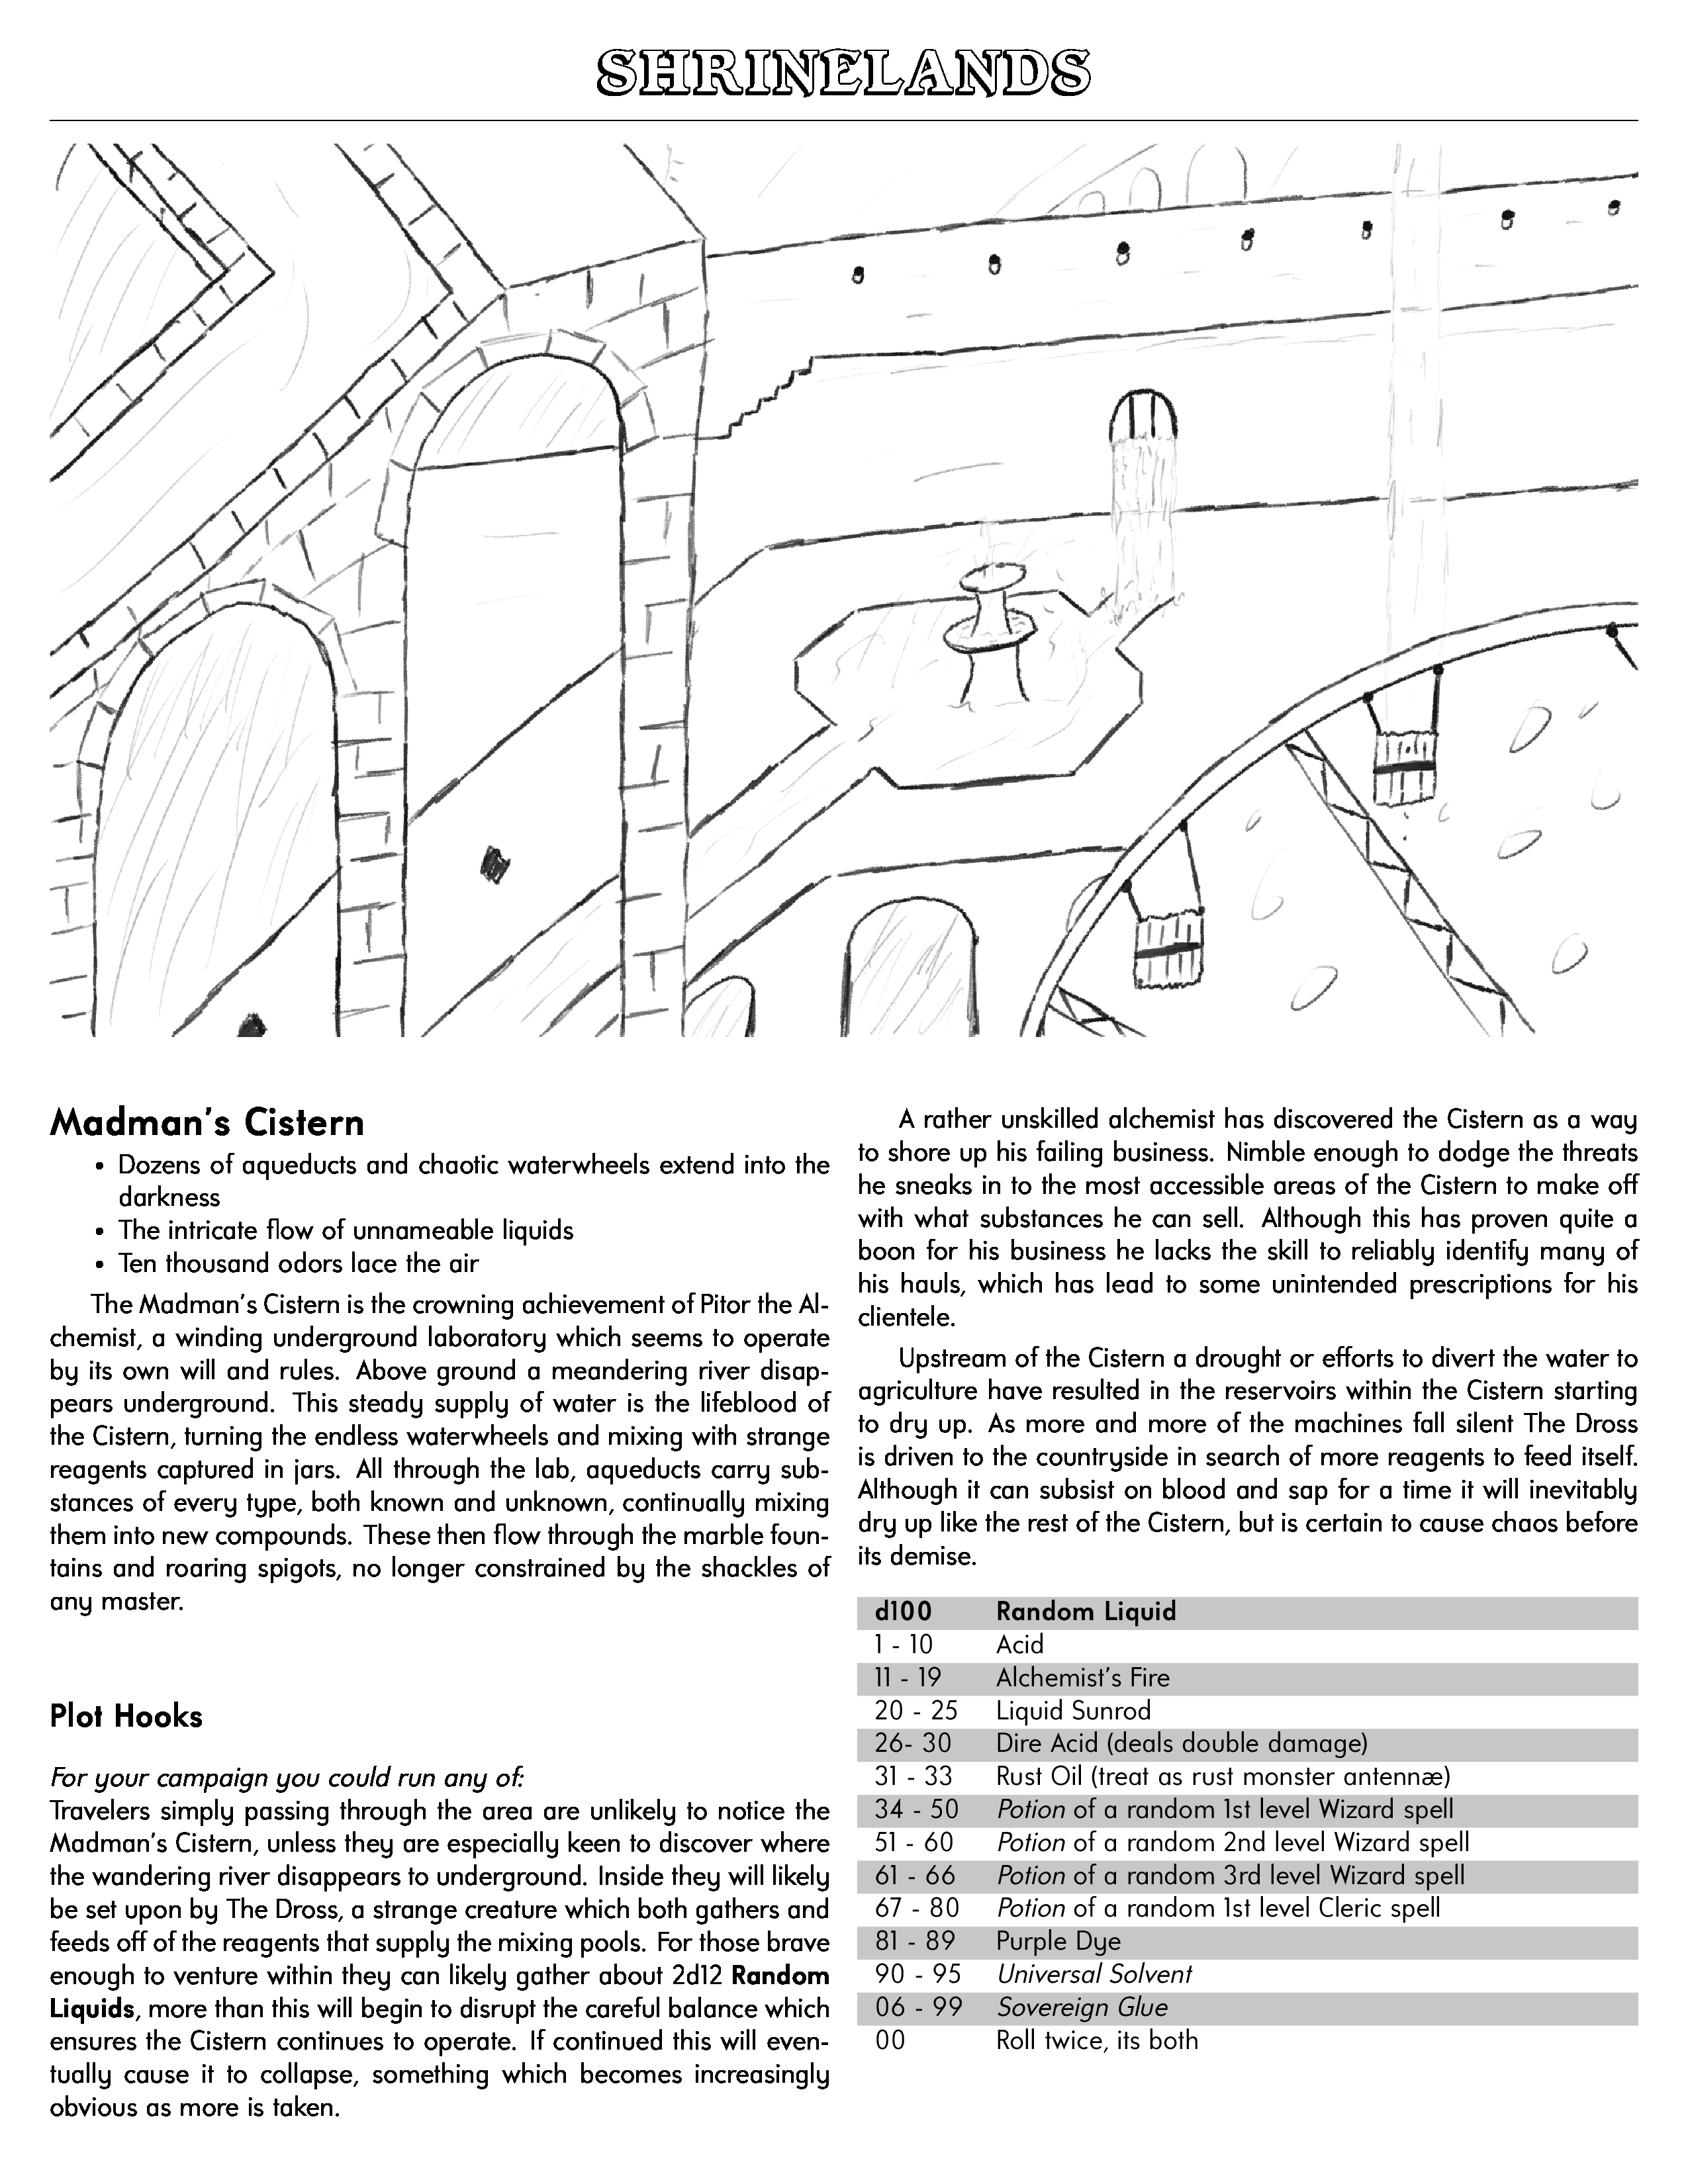 SHRINELANDS
Madman's Cistern
• Dozens of aqueducts and chaotic waterwheels extend into the
darkness
• The intricate flow of unnameable liquids
• Ten thousand odors lace the air
The Madman's Cistern is the crowning achievement of Pitor the Al-
chemist, a winding underground laboratory which seems to operate
by its own will and rules. Above ground a meandering river disap-
pears underground. This steady supply of water is the lifeblood of
the Cistern, turning the endless waterwheels and mixing with strange
reagents captured in jars. All through the lab, aqueducts carry sub-
stances of every type, both known and unknown, continually mixing
them into new compounds. These then flow through the marble foun-
tains and roaring spigots, no longer constrained by the shackles of
any master.
Plot Hooks
For your campaign you could run any of:
Travelers simply passing through the area are unlikely to notice the
Madman's Cistern, unless they are especially keen to discover where
the wandering river disappears to underground. Inside they will likely
be set upon by The Dross, a strange creature which both gathers and
feeds off of the reagents that supply the mixing pools. For those brave
enough to venture within they can likely gather about 2d12 Random
Liquids, more than this will begin to disrupt the careful balance which
ensures the Cistern continues to operate. If continued this will even-
tually cause it to collapse, something which becomes increasingly
obvious as more is taken.
A rather unskilled alchemist has discovered the Cistern as a way
to shore up his failing business. Nimble enough to dodge the threats
he sneaks in to the most accessible areas of the Cistern to make off
with what substances he can sell. Although this has proven quite a
boon for his business he lacks the skill to reliably identify many of
his hauls, which has lead to some unintended prescriptions for his
clientele.
Upstream of the Cistern a drought or efforts to divert the water to
agriculture have resulted in the reservoirs within the Cistern starting
to dry up. As more and more of the machines fall silent The Dross
is driven to the countryside in search of more reagents to feed itself.
Although it can subsist on blood and sap for a time it will inevitably
dry up like the rest of the Cistern, but is certain to cause chaos before
its demise.
d100 Random Liquid
1 - 10 Acid
11 - 19 Alchemist's Fire
20 - 25 Liquid Sunrod
26- 30 Dire Acid (deals double damage)
31 - 33 Rust Oil (treat as rust monster antennæ)
34 - 50 Potion of a random 1st level Wizard spell
51 - 60 Potion of a random 2nd level Wizard spell
61 - 66 Potion of a random 3rd level Wizard spell
67 - 80 Potion of a random 1st level Cleric spell
81 - 89 Purple Dye
90 - 95 Universal Solvent
06 - 99 Sovereign Glue
00 Roll twice, its both